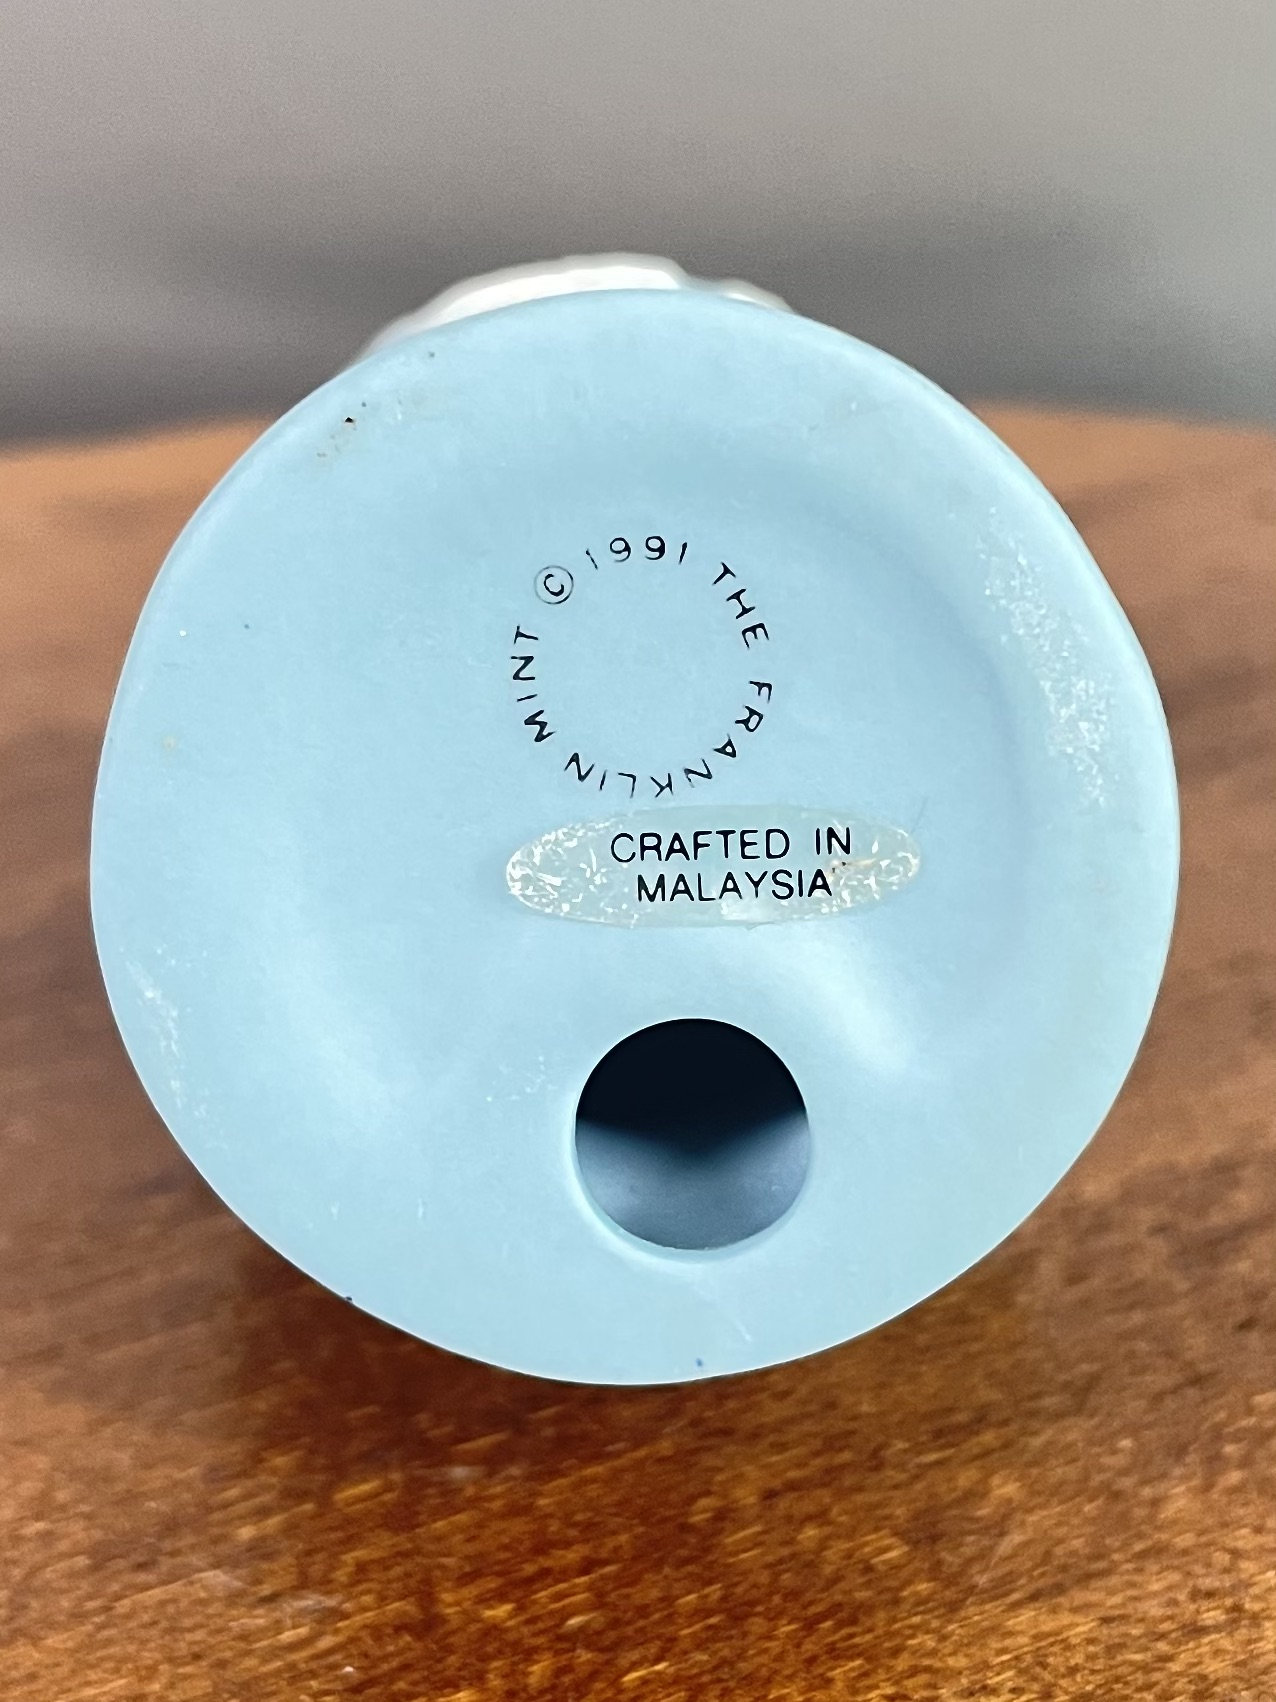 © 1991 THE FRANKLIN MINT
CRAFTED IN
MALAYSIA